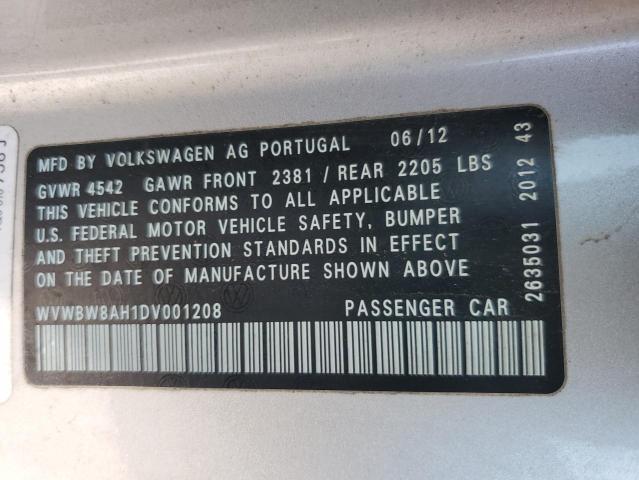 MFD BY VOLKSWAGEN AG PORTUGAL 06/12
GVWR 4542 GAWR FRONT 2381 / REAR 2205 LBS
THIS VEHICLE CONFORMS TO ALL APPLICABLE
U.S. FEDERAL MOTOR VEHICLE SAFETY, BUMPER
AND THEFT PREVENTION STANDARDS IN EFFECT
ON THE DATE OF MANUFACTURE SHOWN ABOVE
WVWBW8AH1DV001208 PASSENGER CAR
2635031 2012 43